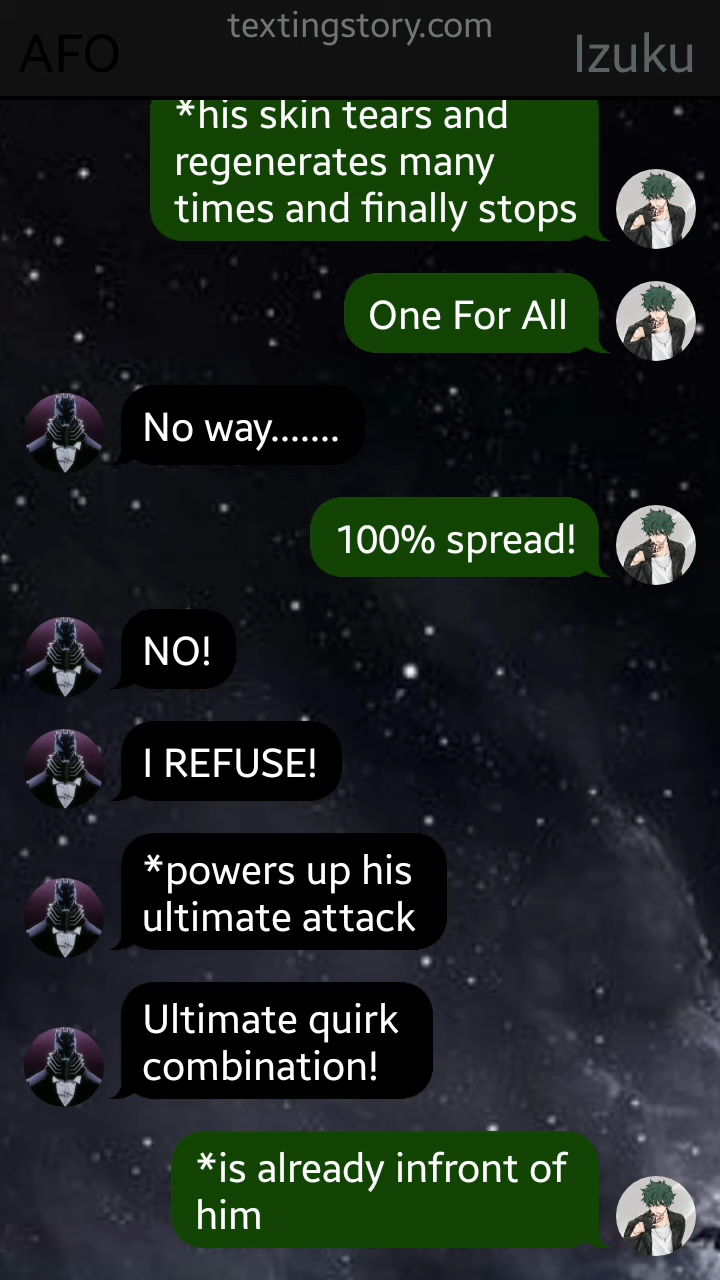 textingstory.com
AFO
Izuku
*his skin tears and
regenerates many
times and finally stops
One For All
No way.......
100% spread!
NO!
I REFUSE!
*powers up his
ultimate attack
Ultimate quirk
combination!
*is already infront of
him